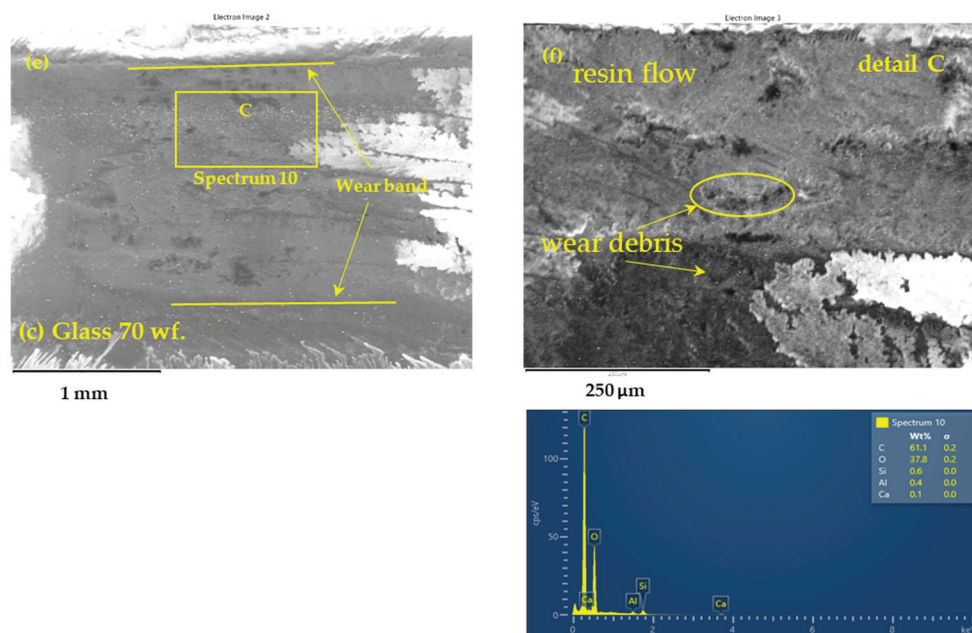 Electron Image 2
(e)
C
Spectrum 10
Wear band
(c) Glass 70 wf.
1 mm
Electron Image 3
(f)
resin flow
detail C
wear debris
250 µm
C
O
Ca
Al
Si
Ca
100
50
0
cps/eV
0 2 4 6 8
Spectrum 10
Wt% σ
C 61.1 0.2
O 37.8 0.2
Si 0.6 0.0
Al 0.4 0.0
Ca 0.1 0.0